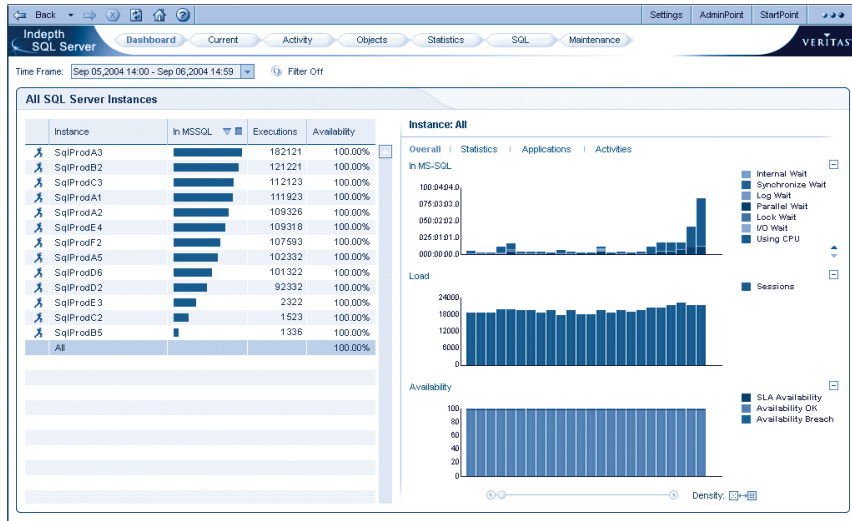 Back
Settings AdminPoint StartPoint
Indepth
SQL Server
Dashboard Current Activity Objects Statistics SQL Maintenance
VERITAS
Time Frame: Sep 05,2004 14:00 - Sep 06,2004 14:59 Filter Off
All SQL Server Instances
Instance In MSSQL Executions Availability
SqlProdA3 182121 100.00%
SqlProdB2 121221 100.00%
SqlProdC3 112123 100.00%
SqlProdA1 111923 100.00%
SqlProdA2 109326 100.00%
SqlProdE4 109318 100.00%
SqlProdF2 107593 100.00%
SqlProdA5 102332 100.00%
SqlProdD6 101322 100.00%
SqlProdD2 92332 100.00%
SqlProdE3 2322 100.00%
SqlProdC2 1523 100.00%
SqlProdB5 1336 100.00%
All 100.00%
Instance: All
Overall Statistics Applications Activities
In MS-SQL
100:04:04.0
075:03:03.0
050:02:02.0
025:01:01.0
000:00:00.0
Internal Wait
Synchronize Wait
Log Wait
Parallel Wait
Look Wait
I/O Wait
Using CPU
Load
24000
18000
12000
6000
0
Sessions
Availability
100
80
60
40
20
0
SLA Availability
Availability OK
Availability Breach
Density: